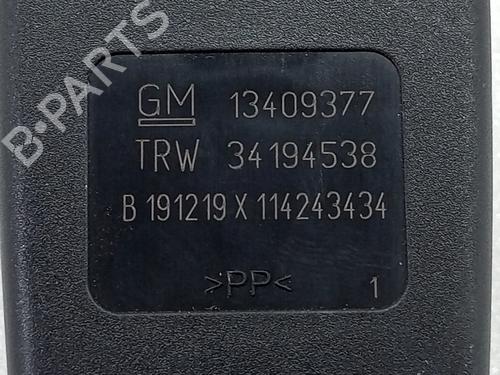 B-PARTS
GM 13409377
TRW 34194538
B 191219 X 114243434
>PP< 1